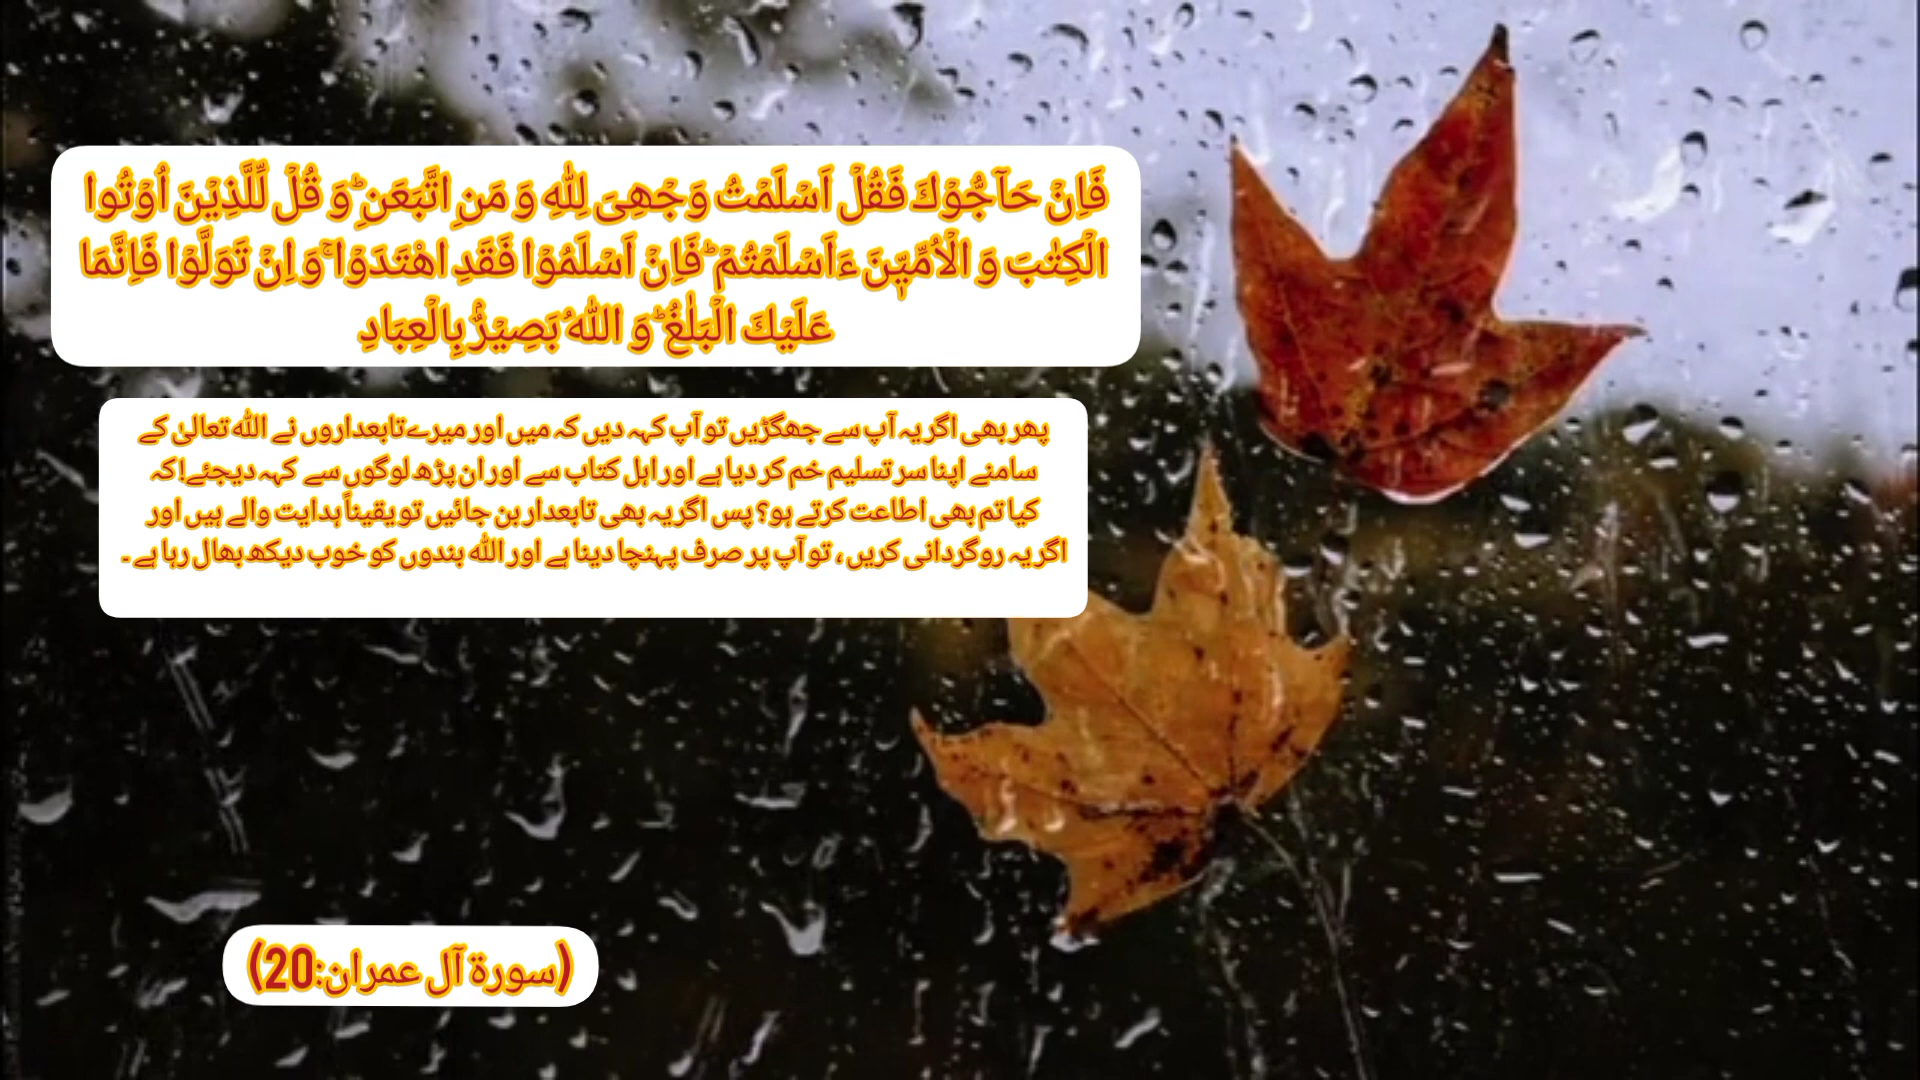 فَاِنۡ حَآجُّوۡكَ فَقُلۡ اَسۡلَمۡتُ وَجۡهِىَ لِلّٰهِ وَ مَنِ اتَّبَعَنِ‌ؕ وَ قُلْ لِّلَّذِيۡنَ اُوۡتُوا
الۡكِتٰبَ وَ الۡاُمِّيّٖنَ ءَاَسۡلَمۡتُمۡ‌ؕ فَاِنۡ اَسۡلَمُوۡا فَقَدِ اهۡتَدَوْا ‌ۚ وَ اِنۡ تَوَلَّوۡا فَاِنَّمَا
عَلَيۡكَ الۡبَلٰغُ ‌ؕ وَ اللّٰهُ بَصِيۡرٌۢ بِالۡعِبَادِ
پھر بھی اگر یہ آپ سے جھگڑیں تو آپ کہہ دیں کہ میں اور میرے تابعداروں نے اللہ تعالیٰ کے
سامنے اپنا سر تسلیم خم کر دیا ہے اور اہل کتاب سے اور ان پڑھ لوگوں سے کہہ دیجئے! کہ
کیا تم بھی اطاعت کرتے ہو؟ پس اگر یہ بھی تابعدار بن جائیں تو یقیناً ہدایت والے ہیں اور
اگر یہ روگردانی کریں ، تو آپ پر صرف پہنچا دینا ہے اور اللہ بندوں کو خوب دیکھ بھال رہا ہے ۔
(سورة آل عمران:20)